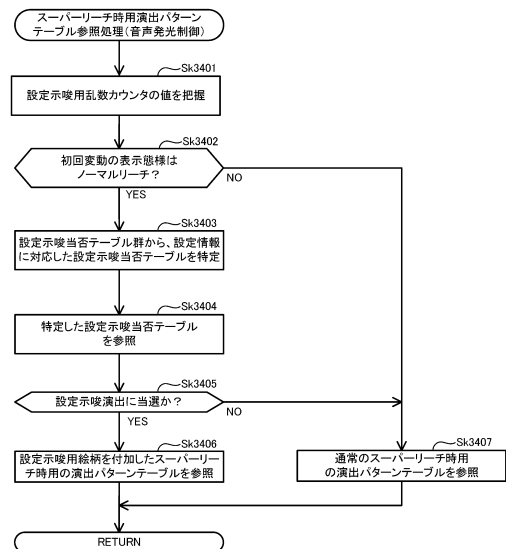 スーパーリーチ時用演出パターン
テーブル参照処理(音声発光制御)
Sk3401
設定示唆用乱数カウンタの値を把握
Sk3402
初回変動の表示態様は
ノーマルリーチ?
NO
YES
Sk3403
設定示唆当否テーブル群から、設定情報
に対応した設定示唆当否テーブルを特定
Sk3404
特定した設定示唆当否テーブル
を参照
Sk3405
設定示唆演出に当選か?
NO
YES
Sk3406
設定示唆用絵柄を付加したスーパーリー
チ時用の演出パターンテーブルを参照
Sk3407
通常のスーパーリーチ時用
の演出パターンテーブルを参照
RETURN